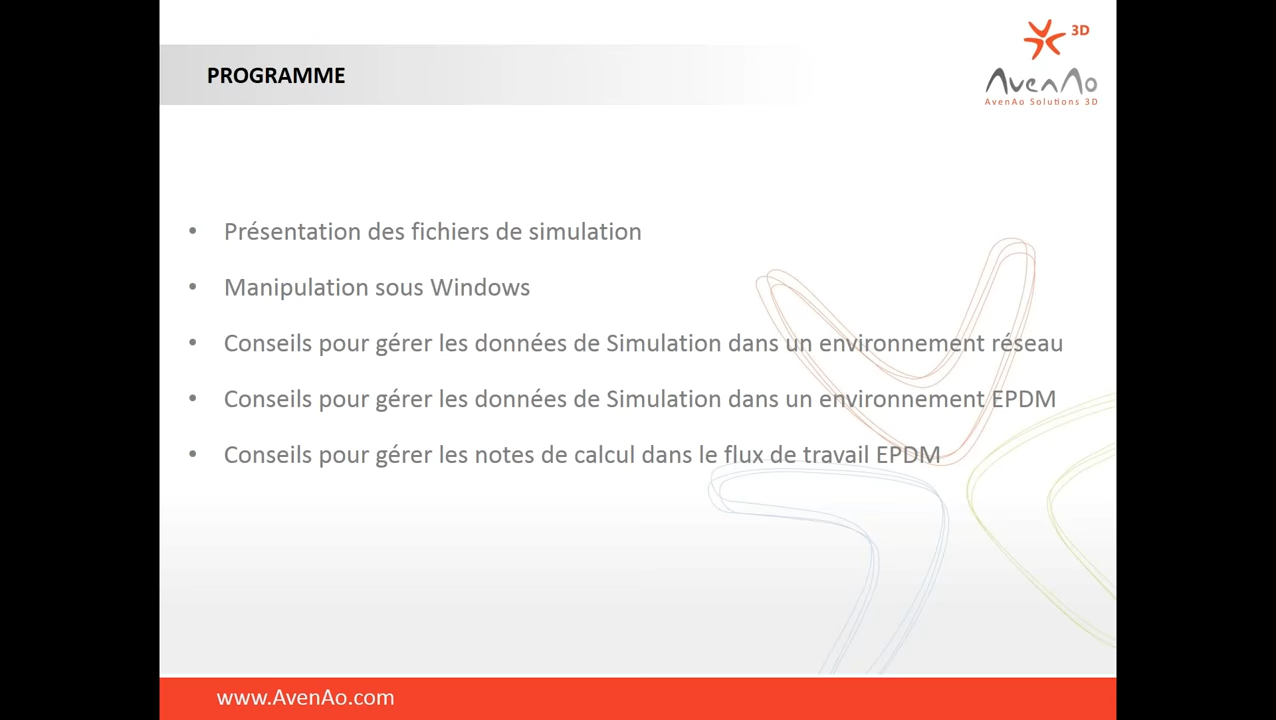 PROGRAMME
3D
AvenAo
AvenAo Solutions 3D
• Présentation des fichiers de simulation
• Manipulation sous Windows
• Conseils pour gérer les données de Simulation dans un environnement réseau
• Conseils pour gérer les données de Simulation dans un environnement EPDM
• Conseils pour gérer les notes de calcul dans le flux de travail EPDM
www.AvenAo.com